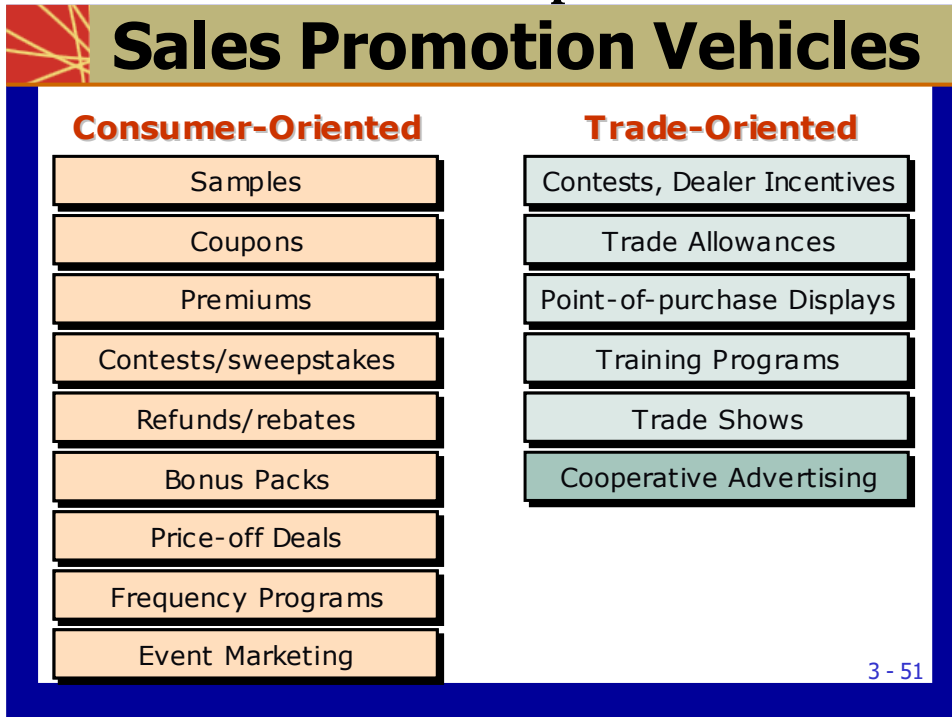 Sales Promotion Vehicles
Consumer-Oriented
Samples
Coupons
Premiums
Contests/sweepstakes
Refunds/rebates
Bonus Packs
Price-off Deals
Frequency Programs
Event Marketing
Trade-Oriented
Contests, Dealer Incentives
Trade Allowances
Point-of-purchase Displays
Training Programs
Trade Shows
Cooperative Advertising
3 - 51